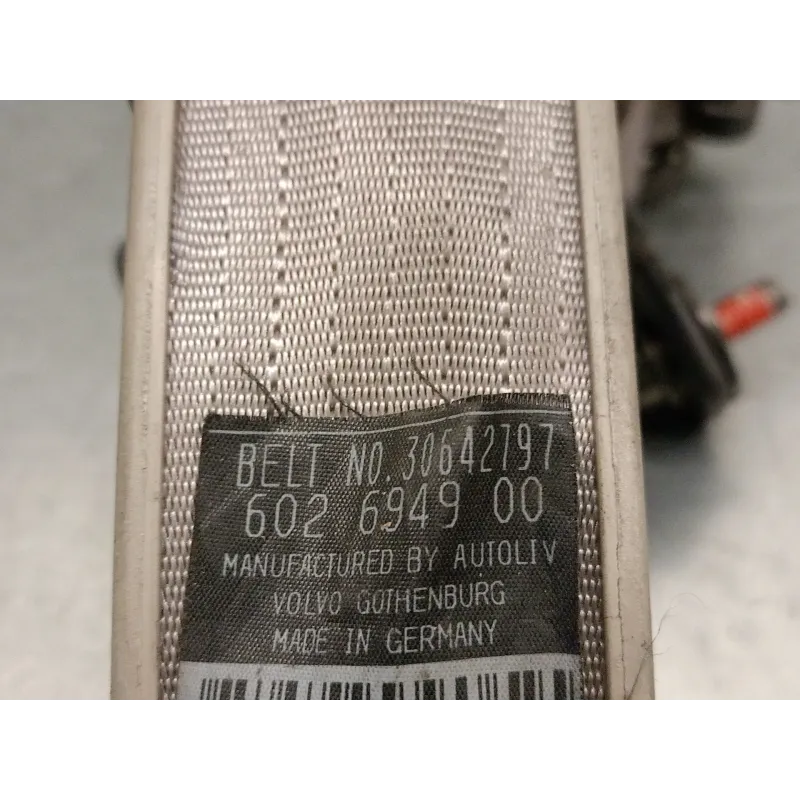 BELT NO.30642797
602 6949 00
MANUFACTURED BY AUTOLIV
VOLVO GOTHENBURG
MADE IN GERMANY